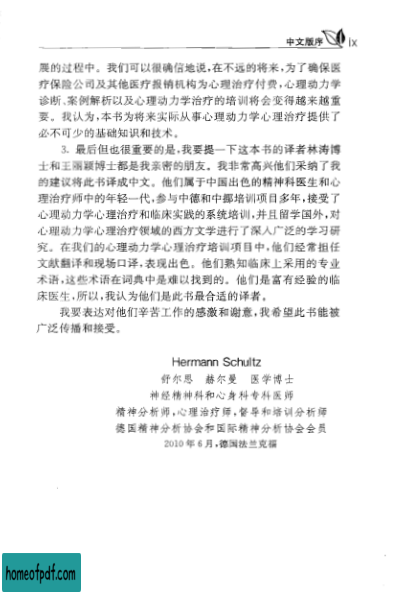 中文版序 ix
展的过程中。我们可以很确信地说,在不远的将来,为了确保医
疗保险公司及其他医疗报销机构为心理治疗付费,心理动力学
诊断、案例解析以及心理动力学治疗的培训将会变得越来越重
要。我认为,本书为将来实际从事心理动力学心理治疗提供了
必不可少的基础知识和技术。
3. 最后但也很重要的是,我要提一下这本书的译者林涛博
士和王丽颖博士都是我亲密的朋友。我非常高兴他们采纳了我
的建议将此书译成中文。他们属于中国出色的精神科医生和心
理治疗师中的年轻一代,参与中德和中挪培训项目多年,接受了
心理动力学心理治疗和临床实践的系统培训,并且留学国外,对
心理动力学心理治疗领域的西方文学进行了深入广泛的学习研
究。在我们的心理动力学心理治疗培训项目中,他们经常担任
文献翻译和现场口译,表现出色。他们熟知临床上采用的专业
术语,这些术语在词典中是难以找到的。他们是富有经验的临
床医生,所以,我认为他们是此书最合适的译者。
我要表达对他们辛苦工作的感激和谢意,我希望此书能被
广泛传播和接受。
Hermann Schultz
舒尔思 赫尔曼 医学博士
神经精神科和心身科专科医师
精神分析师,心理治疗师,督导和培训分析师
德国精神分析协会和国际精神分析协会会员
2010年6月,德国法兰克福
homeofpdf.com